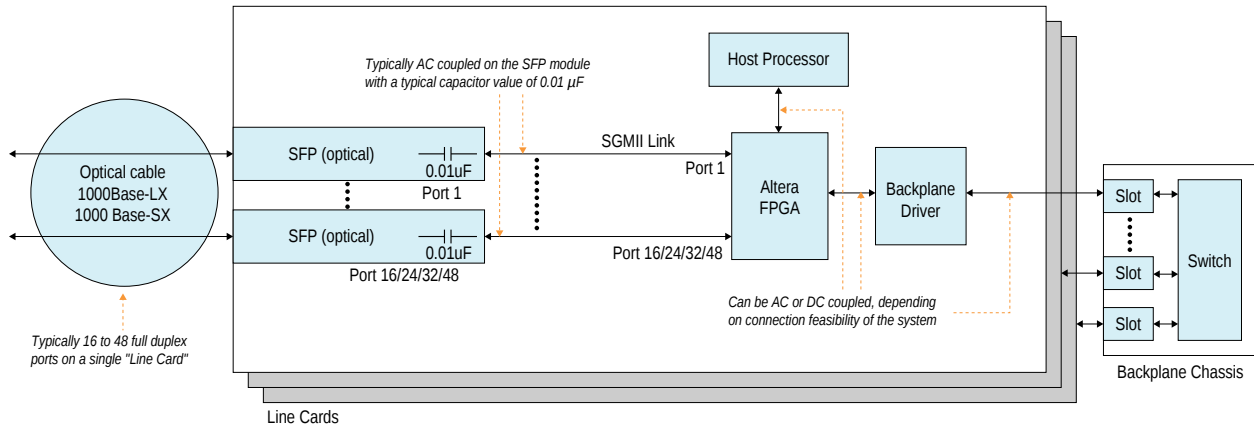 Typically AC coupled on the SFP module
with a typical capacitor value of 0.01 µF
Host Processor
SFP (optical)
0.01uF
Port 1
SGMII Link
Port 1
Optical cable
1000Base-LX
1000 Base-SX
SFP (optical)
0.01uF
Port 16/24/32/48
Port 16/24/32/48
Altera
FPGA
Backplane
Driver
Slot
Slot
Slot
Switch
Can be AC or DC coupled, depending
on connection feasibility of the system
Typically 16 to 48 full duplex
ports on a single "Line Card"
Backplane Chassis
Line Cards